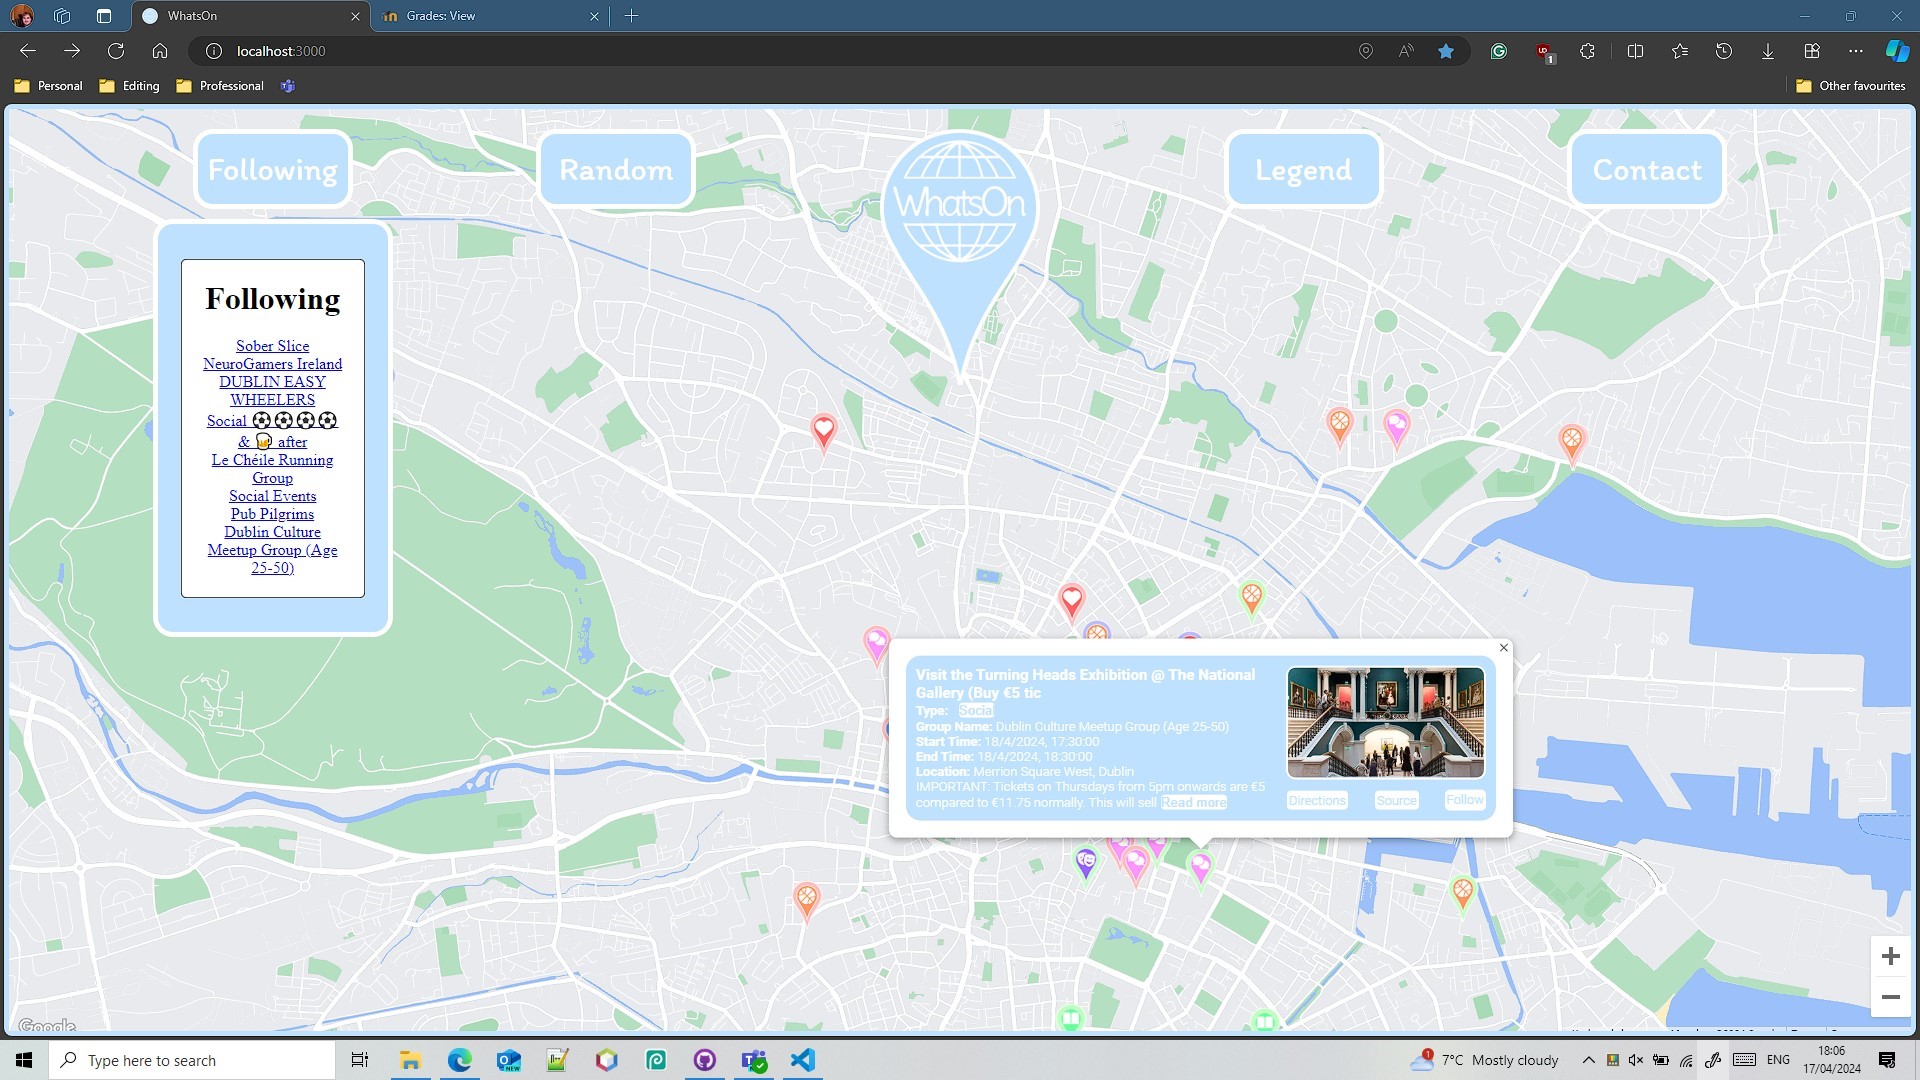 WhatsOn
Grades: View
localhost:3000
Personal
Editing
Professional
Other favourites
Following
Random
WhatsOn
Legend
Contact
Following
Sober Slice
NeuroGamers Ireland
DUBLIN EASY
WHEELERS
Social ⚽⚽⚽⚽
& 🍺 after
Le Chéile Running
Group
Social Events
Pub Pilgrims
Dublin Culture
Meetup Group (Age
25-50)
Visit the Turning Heads Exhibition @ The National
Gallery (Buy €5 tic
Type: Social
Group Name: Dublin Culture Meetup Group (Age 25-50)
Start Time: 18/4/2024, 17:30:00
End Time: 18/4/2024, 18:30:00
Location: Merrion Square West, Dublin
IMPORTANT: Tickets on Thursdays from 5pm onwards are €5
compared to €11.75 normally. This will sell Read more
Directions
Source
Follow
Google
Type here to search
7°C Mostly cloudy
ENG
18:06
17/04/2024